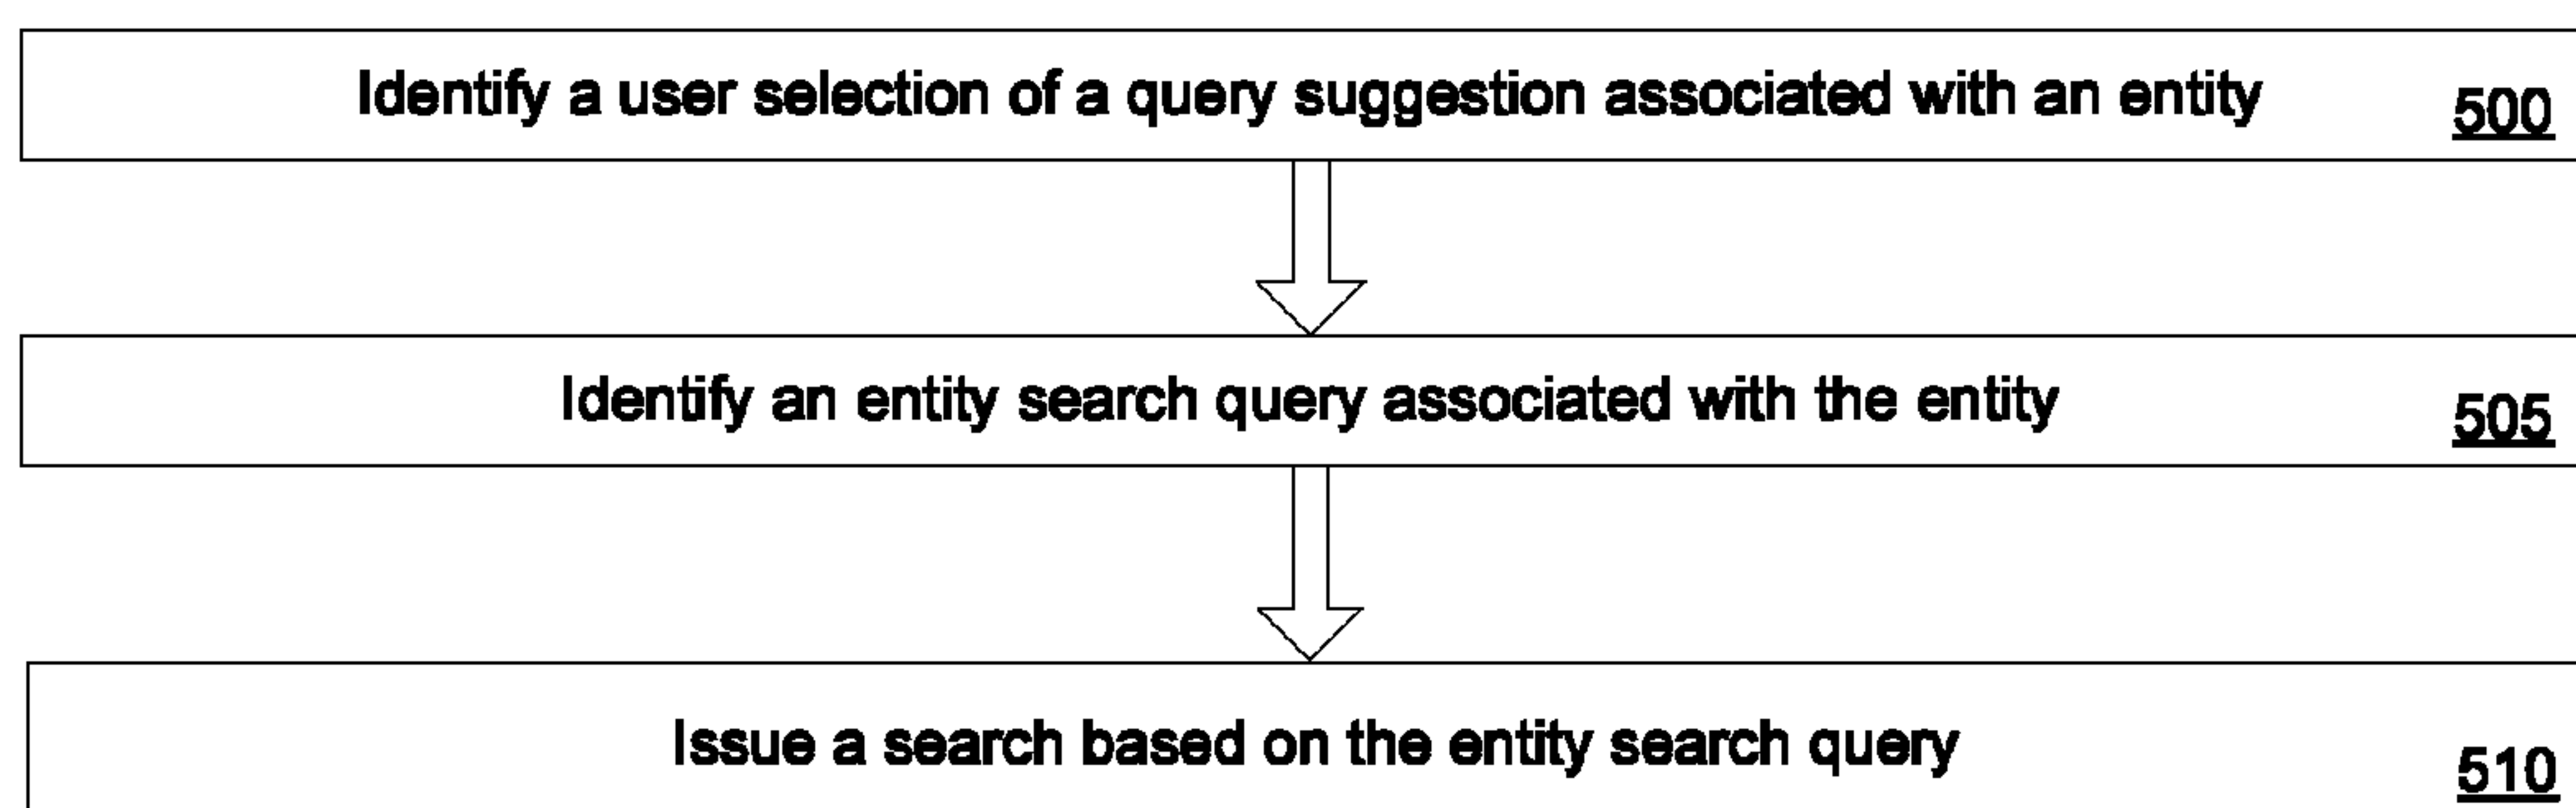 Identify a user selection of a query suggestion associated with an entity 500
Identify an entity search query associated with the entity 505
Issue a search based on the entity search query 510